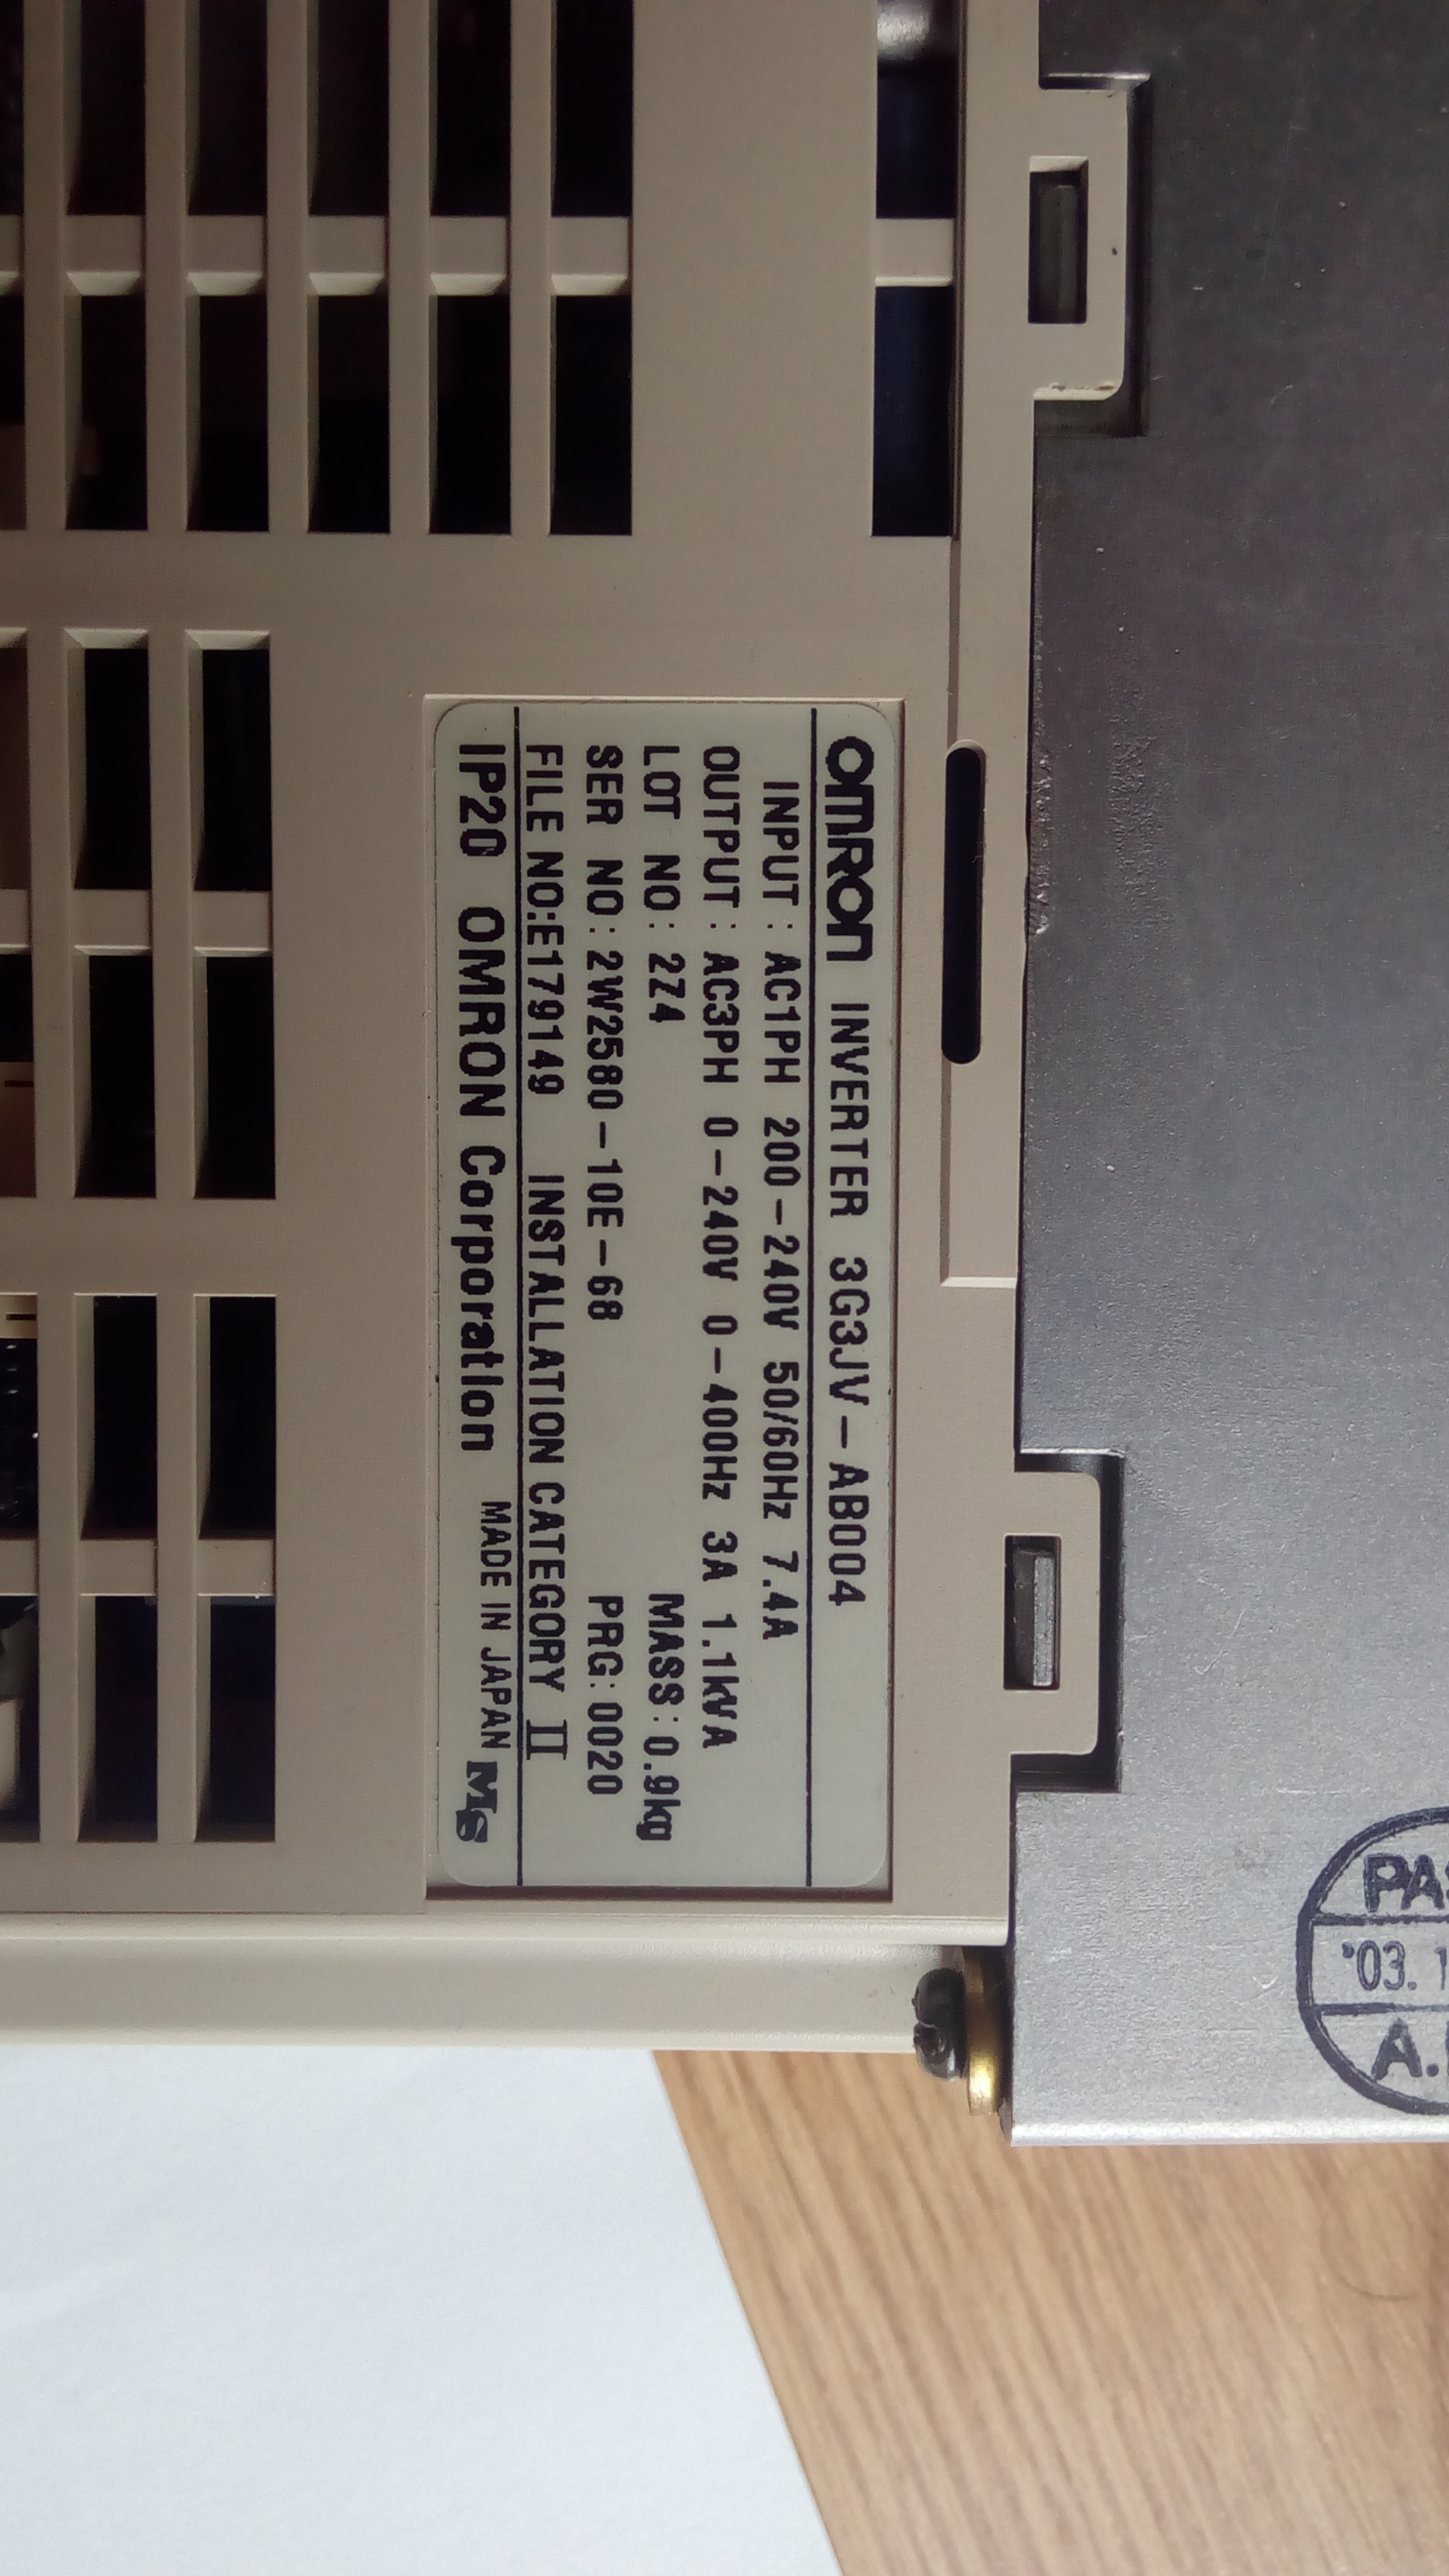 OMRON INVERTER 3G3JV-AB004
INPUT : AC1PH 200-240V 50/60Hz 7.4A
OUTPUT : AC3PH 0-240V 0-400Hz 3A 1.1kVA
LOT NO: 2Z4 MASS: 0.9kg
SER NO: 2W2580-10E-68 PRG: 0020
FILE NO:E179149 INSTALLATION CATEGORY II
IP20 OMRON Corporation MADE IN JAPAN MS
'03.